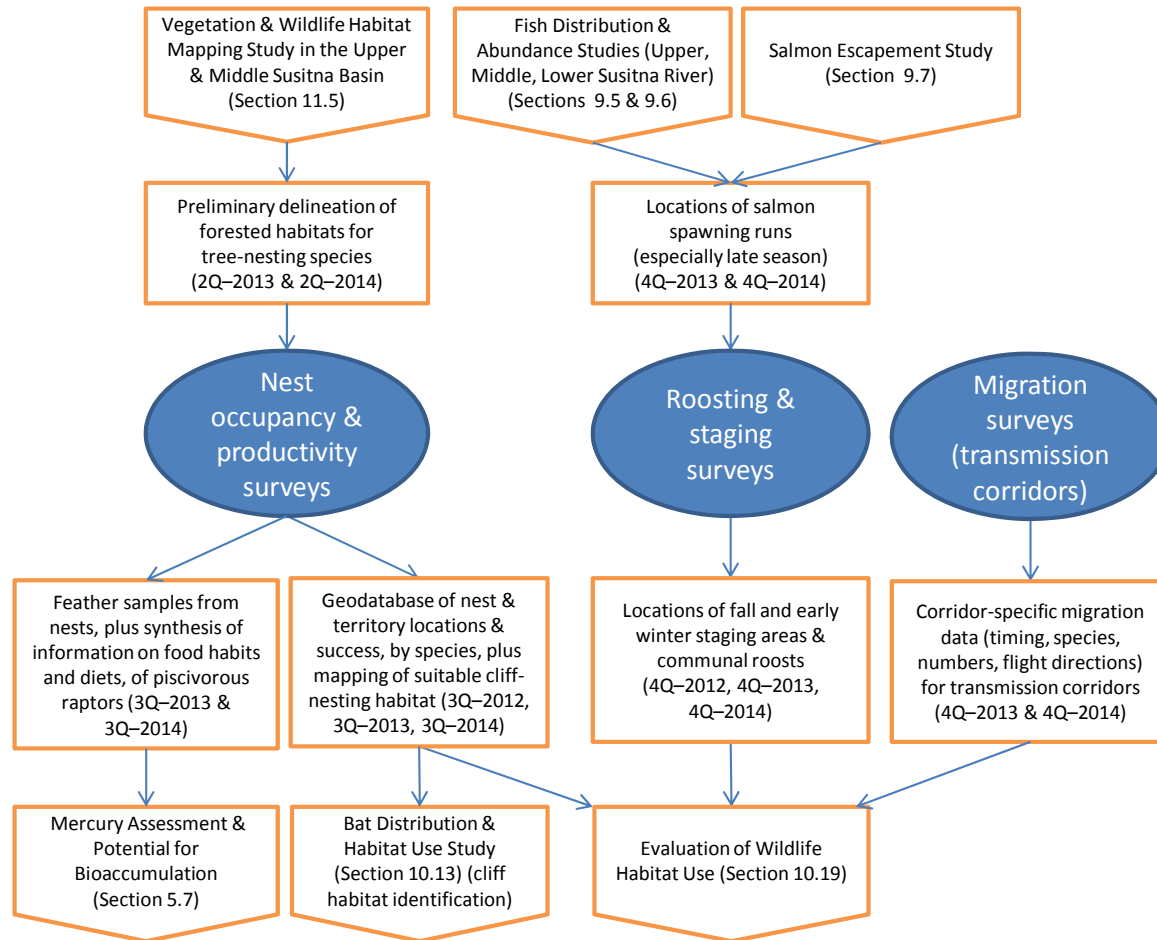 Vegetation & Wildlife Habitat
Mapping Study in the Upper
& Middle Susitna Basin
(Section 11.5)
Fish Distribution &
Abundance Studies (Upper,
Middle, Lower Susitna River)
(Sections 9.5 & 9.6)
Salmon Escapement Study
(Section 9.7)
Preliminary delineation of
forested habitats for
tree-nesting species
(2Q–2013 & 2Q–2014)
Locations of salmon
spawning runs
(especially late season)
(4Q–2013 & 4Q–2014)
Nest
occupancy &
productivity
surveys
Roosting &
staging
surveys
Migration
surveys
(transmission
corridors)
Feather samples from
nests, plus synthesis of
information on food habits
and diets, of piscivorous
raptors (3Q–2013 &
3Q–2014)
Geodatabase of nest &
territory locations &
success, by species, plus
mapping of suitable cliff-
nesting habitat (3Q–2012,
3Q–2013, 3Q–2014)
Locations of fall and early
winter staging areas &
communal roosts
(4Q–2012, 4Q–2013,
4Q–2014)
Corridor-specific migration
data (timing, species,
numbers, flight directions)
for transmission corridors
(4Q–2013 & 4Q–2014)
Mercury Assessment &
Potential for
Bioaccumulation
(Section 5.7)
Bat Distribution &
Habitat Use Study
(Section 10.13) (cliff
habitat identification)
Evaluation of Wildlife
Habitat Use (Section 10.19)